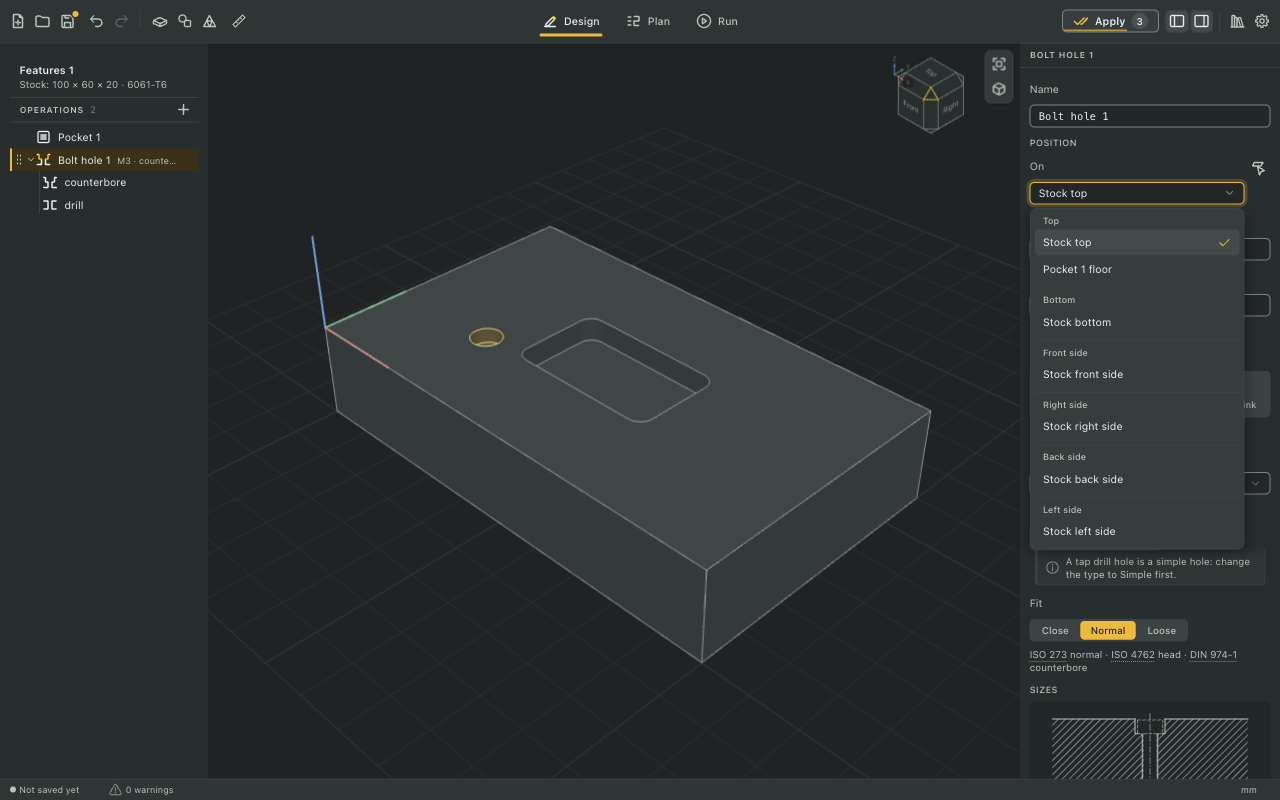 Design
Plan
Run
Apply 3
Features 1
Stock: 100 × 60 × 20 · 6061-T6
OPERATIONS 2
Pocket 1
Bolt hole 1 M3 · counte...
counterbore
drill
Top
Front
Right
BOLT HOLE 1
Name
Bolt hole 1
POSITION
On
Stock top
Top
Stock top
Pocket 1 floor
Bottom
Stock bottom
Front side
Stock front side
Right side
Stock right side
Back side
Stock back side
Left side
Stock left side
ink
A tap drill hole is a simple hole: change
the type to Simple first.
Fit
Close
Normal
Loose
ISO 273 normal · ISO 4762 head · DIN 974-1
counterbore
SIZES
Not saved yet
0 warnings
mm